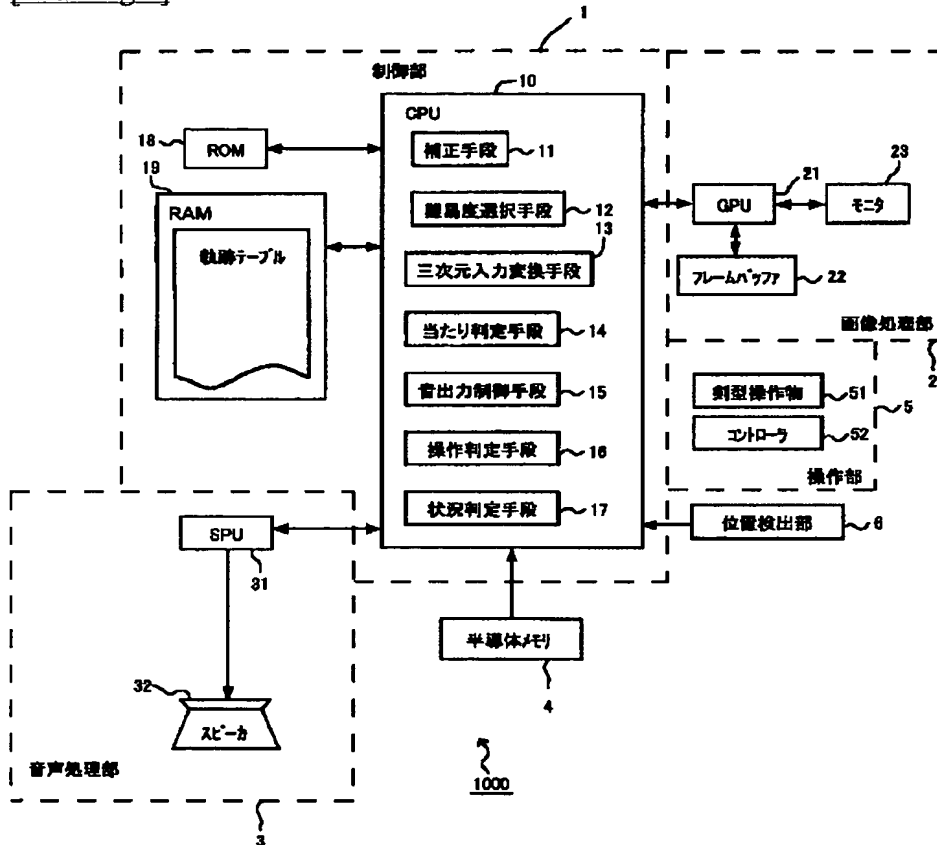 1
制御部
10
CPU
18
ROM
補正手段
11
23
19
21
RAM
難易度選択手段
12
GPU
モニタ
軌跡テーブル
13
三次元入力変換手段
フレームバッファ
22
当たり判定手段
14
画像処理部
2
音出力制御手段
15
剣型操作物
51
5
コントローラ
52
操作判定手段
16
操作部
状況判定手段
17
SPU
位置検出部
6
31
半導体メモリ
32
4
スピーカ
音声処理部
1000
3